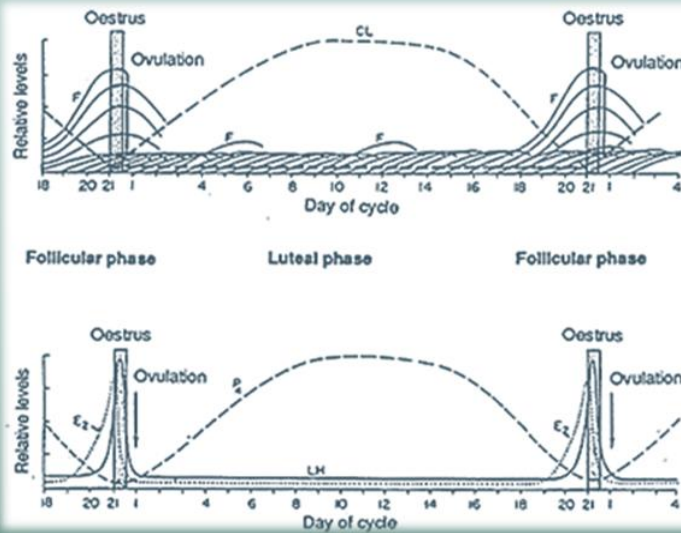 Oestrus Oestrus
CL
Ovulation Ovulation
Relative levels
F F
F F
18 20 21 1 4 6 8 10 12 14 16 18 20 21 1 4
Day of cycle
Follicular phase Luteal phase Follicular phase
Oestrus Oestrus
Ovulation Ovulation
Relative levels
P4
E2 E2
LH
18 20 21 1 4 6 8 10 12 14 16 18 20 21 1 4
Day of cycle